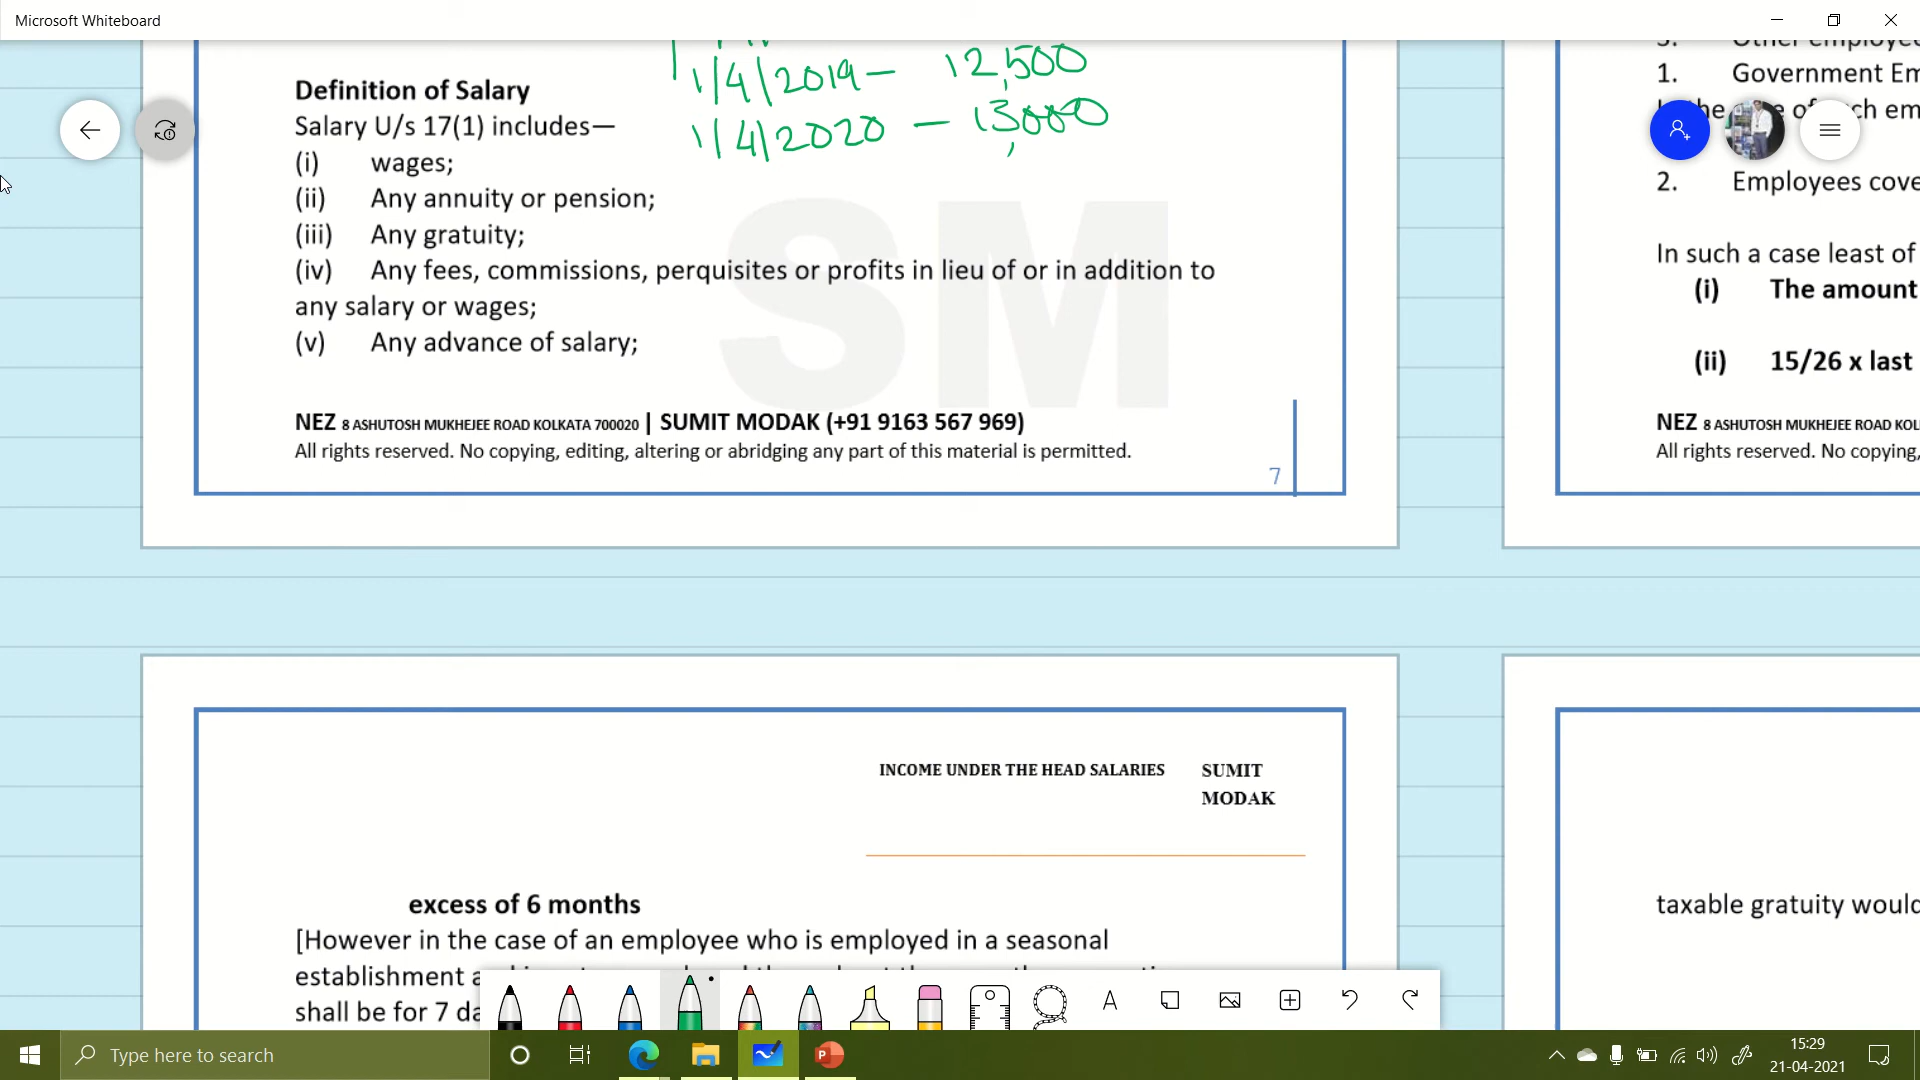 Microsoft Whiteboard
1/4/2019 — 12,500
1/4/2020 — 13,000
Definition of Salary
Salary U/s 17(1) includes—
(i) wages;
(ii) Any annuity or pension;
(iii) Any gratuity;
(iv) Any fees, commissions, perquisites or profits in lieu of or in addition to
any salary or wages;
(v) Any advance of salary;
SM
NEZ 8 ASHUTOSH MUKHEJEE ROAD KOLKATA 700020 | SUMIT MODAK (+91 9163 567 969)
All rights reserved. No copying, editing, altering or abridging any part of this material is permitted.
7
1. Government Em
2. Employees cove
In such a case least of
(i) The amount
(ii) 15/26 x last
NEZ 8 ASHUTOSH MUKHEJEE ROAD KOL
All rights reserved. No copying,
INCOME UNDER THE HEAD SALARIES SUMIT
MODAK
excess of 6 months
[However in the case of an employee who is employed in a seasonal
establishment
shall be for 7 da
taxable gratuity would
Type here to search
15:29
21-04-2021